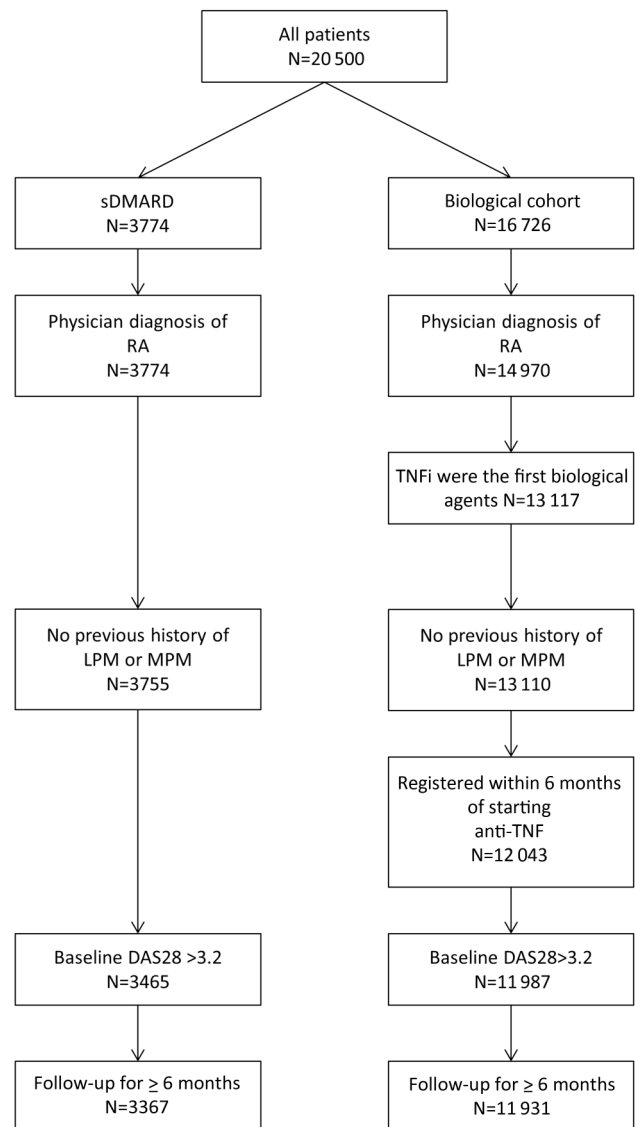 All patients
N=20 500
sDMARD
N=3774
Biological cohort
N=16 726
Physician diagnosis of
RA
N=3774
Physician diagnosis of
RA
N=14 970
TNFi were the first biological
agents N=13 117
No previous history of
LPM or MPM
N=3755
No previous history of
LPM or MPM
N=13 110
Registered within 6 months
of starting
anti-TNF
N=12 043
Baseline DAS28 >3.2
N=3465
Baseline DAS28>3.2
N=11 987
Follow-up for ≥ 6 months
N=3367
Follow-up for ≥ 6 months
N=11 931